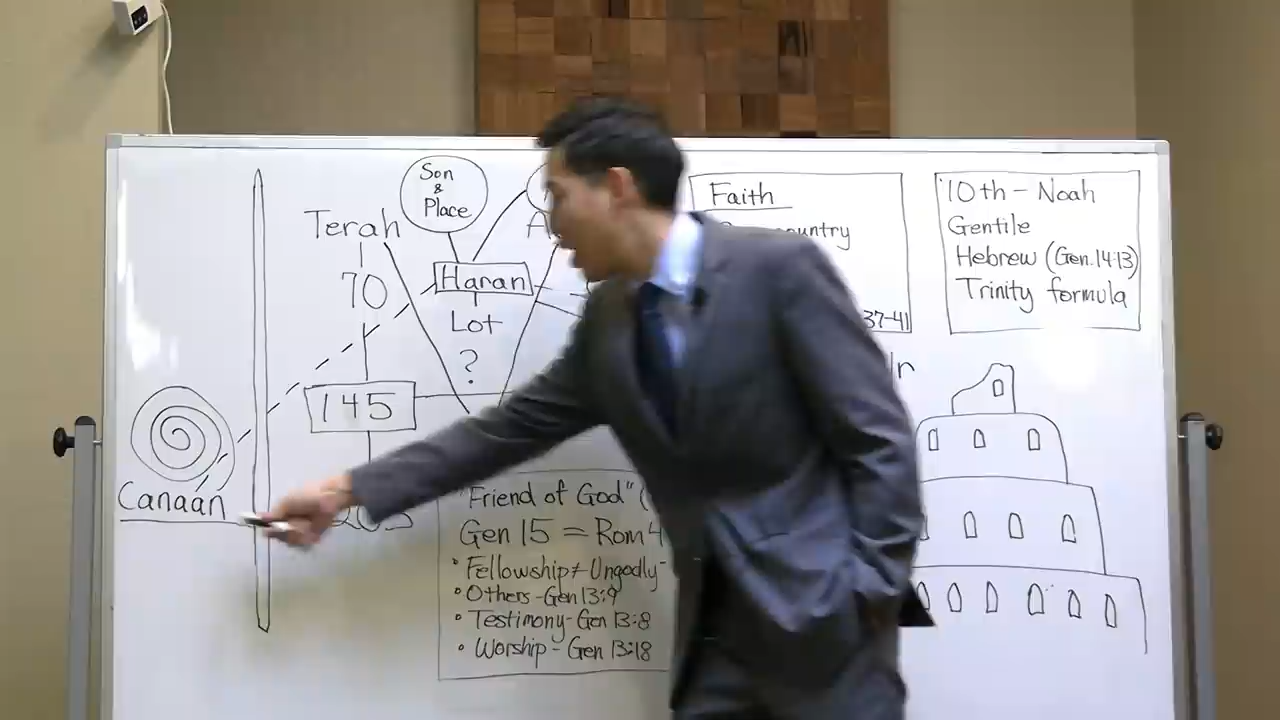 Son
&
Place
Terah
70
Haran
Lot
?
145
Canaan
Faith
10th - Noah
Gentile
Hebrew (Gen.14:13)
Trinity formula
37-41
"Friend of God" (
Gen 15 = Rom 4
• Fellowship ≠ Ungodly-
• Others - Gen 13:9
• Testimony - Gen 13:8
• Worship - Gen 13:18